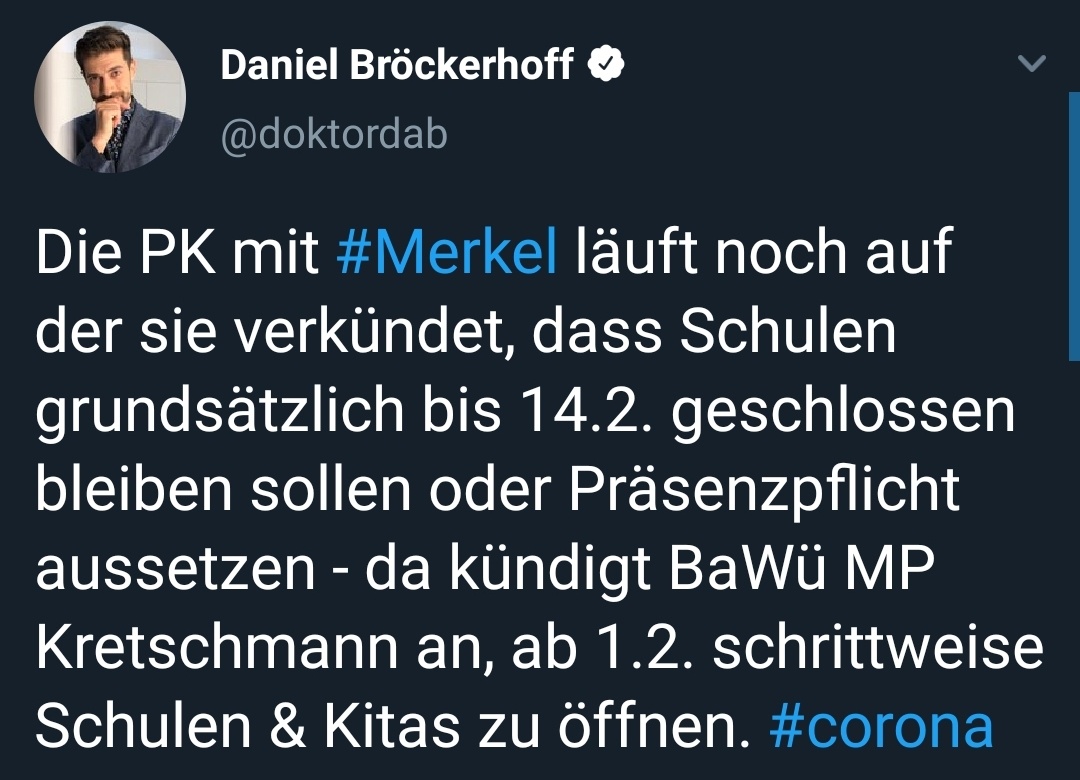 Daniel Bröckerhoff
@doktordab
Die PK mit #Merkel läuft noch auf
der sie verkündet, dass Schulen
grundsätzlich bis 14.2. geschlossen
bleiben sollen oder Präsenzpflicht
aussetzen - da kündigt BaWü MP
Kretschmann an, ab 1.2. schrittweise
Schulen & Kitas zu öffnen. #corona